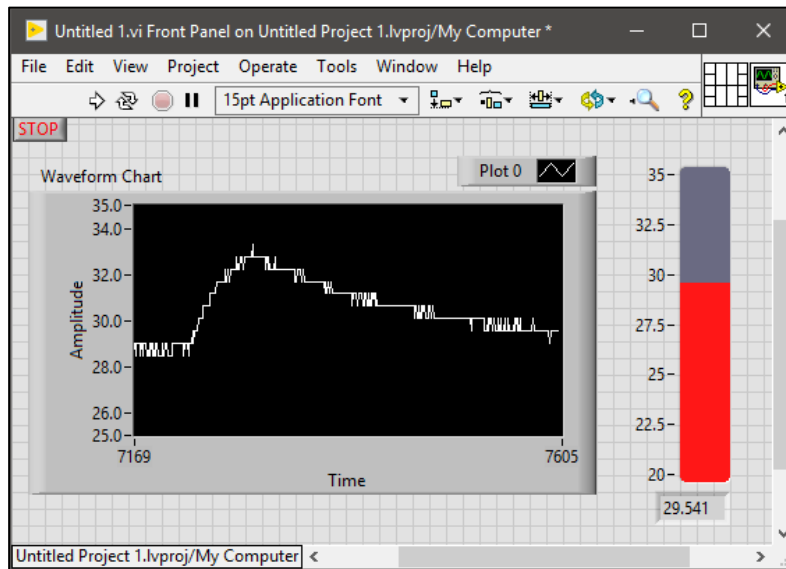 Untitled 1.vi Front Panel on Untitled Project 1.lvproj/My Computer *
File Edit View Project Operate Tools Window Help
15pt Application Font
STOP
Waveform Chart
Plot 0
Amplitude
35.0
34.0
32.0
30.0
28.0
26.0
25.0
7169
7605
Time
35
32.5
30
27.5
25
22.5
20
29.541
Untitled Project 1.lvproj/My Computer